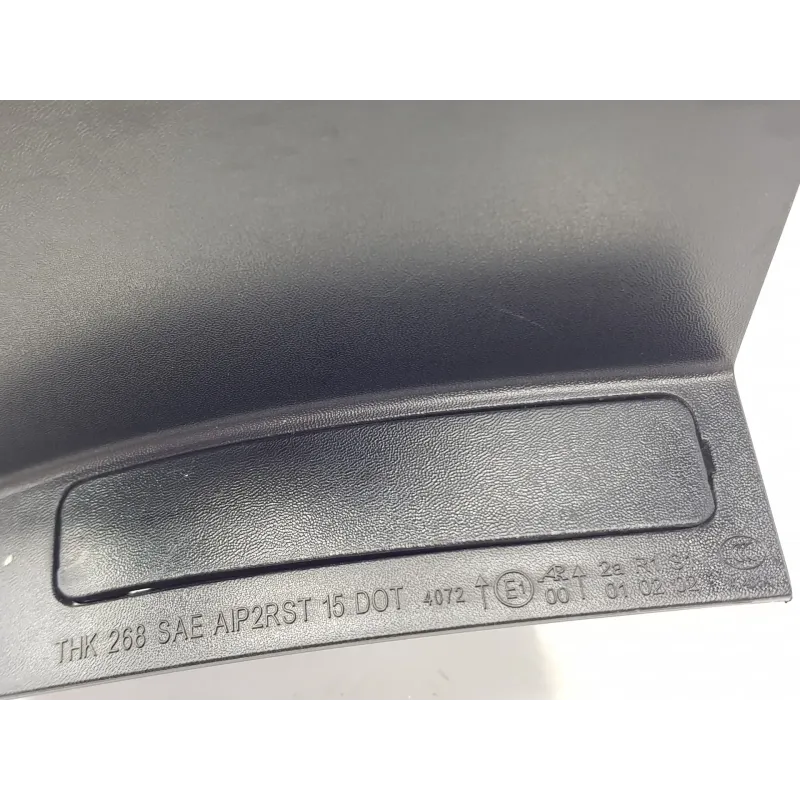 THK 268 SAE AIP2RST 15 DOT 4072 E1 2a R1 S1
00 01 02 02